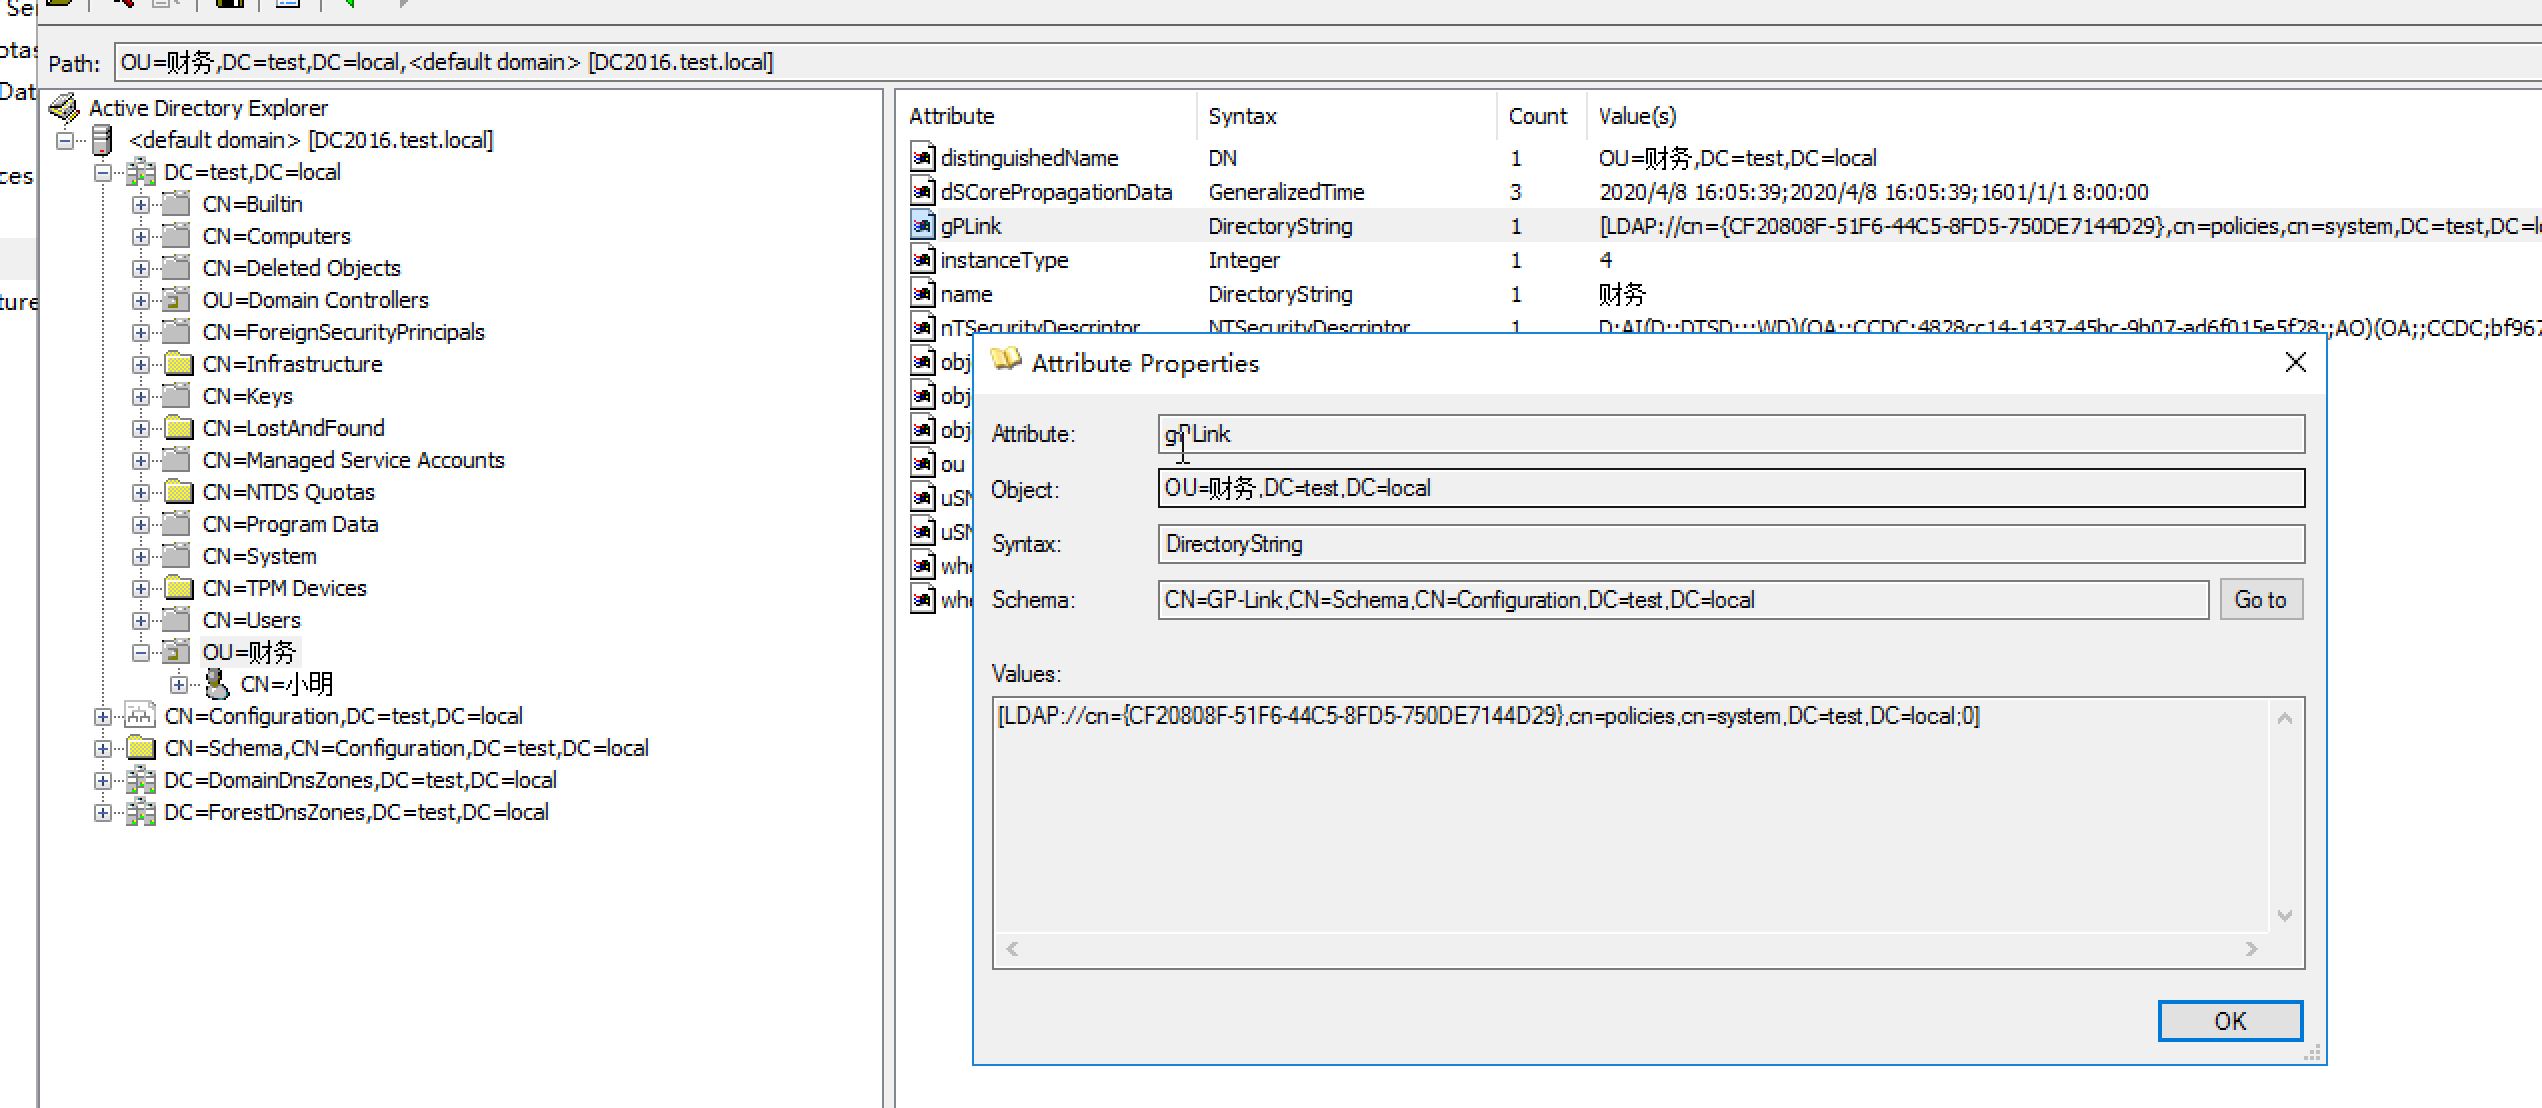 Ser
otas
Data
ces
ture
Path: OU=财务,DC=test,DC=local,<default domain> [DC2016.test.local]
Active Directory Explorer
<default domain> [DC2016.test.local]
DC=test,DC=local
CN=Builtin
CN=Computers
CN=Deleted Objects
OU=Domain Controllers
CN=ForeignSecurityPrincipals
CN=Infrastructure
CN=Keys
CN=LostAndFound
CN=Managed Service Accounts
CN=NTDS Quotas
CN=Program Data
CN=System
CN=TPM Devices
CN=Users
OU=财务
CN=小明
CN=Configuration,DC=test,DC=local
CN=Schema,CN=Configuration,DC=test,DC=local
DC=DomainDnsZones,DC=test,DC=local
DC=ForestDnsZones,DC=test,DC=local
Attribute Syntax Count Value(s)
distinguishedName DN 1 OU=财务,DC=test,DC=local
dSCorePropagationData GeneralizedTime 3 2020/4/8 16:05:39;2020/4/8 16:05:39;1601/1/1 8:00:00
gPLink DirectoryString 1 [LDAP://cn={CF20808F-51F6-44C5-8FD5-750DE7144D29},cn=policies,cn=system,DC=test,DC=l
instanceType Integer 1 4
name DirectoryString 1 财务
nTSecurityDescriptor NTSecurityDescriptor 1 D:AI(D;;DTSD;;;WD)(OA;;CCDC;4828cc14-1437-45bc-9b07-ad6f015e5f28;;AO)(OA;;CCDC;bf967
obj
obj
obj
ou
uSN
uSN
whe
whe
Attribute Properties
Attribute: gPLink
Object: OU=财务,DC=test,DC=local
Syntax: DirectoryString
Schema: CN=GP-Link,CN=Schema,CN=Configuration,DC=test,DC=local Go to
Values:
[LDAP://cn={CF20808F-51F6-44C5-8FD5-750DE7144D29},cn=policies,cn=system,DC=test,DC=local;0]
OK